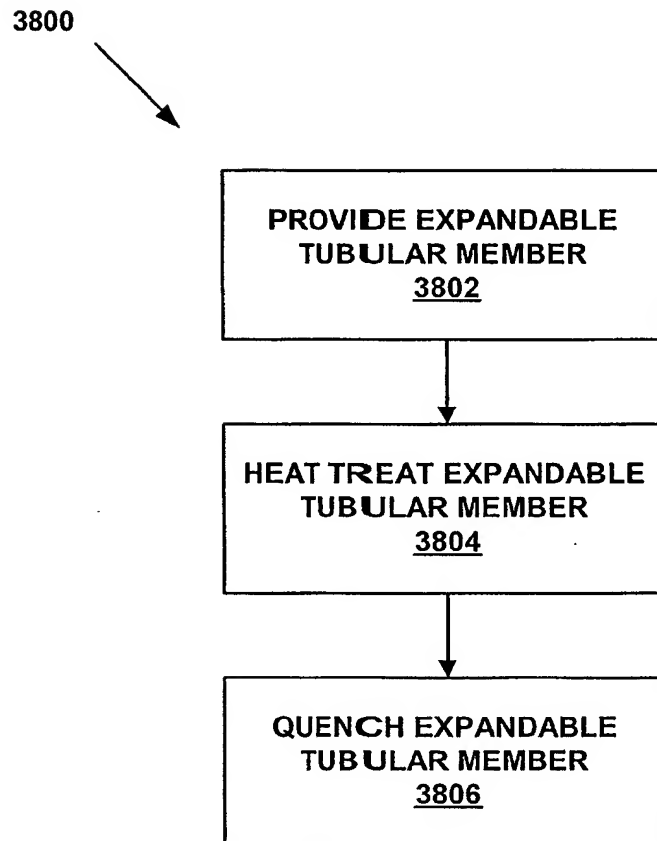 3800
PROVIDE EXPANDABLE
TUBULAR MEMBER
3802
HEAT TREAT EXPANDABLE
TUBULAR MEMBER
3804
QUENCH EXPANDABLE
TUBULAR MEMBER
3806